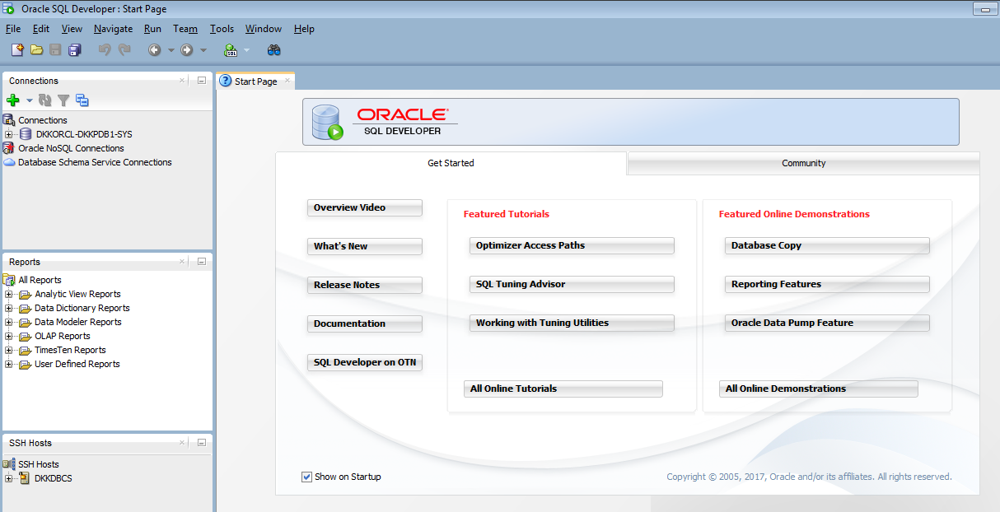 Oracle SQL Developer : Start Page
File Edit View Navigate Run Team Tools Window Help
SQL
Connections
Connections
DKKORCL-DKKPDB1-SYS
Oracle NoSQL Connections
Database Schema Service Connections
Reports
All Reports
Analytic View Reports
Data Dictionary Reports
Data Modeler Reports
OLAP Reports
TimesTen Reports
User Defined Reports
SSH Hosts
SSH Hosts
DKKDBCS
Start Page
ORACLE
SQL DEVELOPER
Get Started
Community
Overview Video
What's New
Release Notes
Documentation
SQL Developer on OTN
Featured Tutorials
Optimizer Access Paths
SQL Tuning Advisor
Working with Tuning Utilities
All Online Tutorials
Featured Online Demonstrations
Database Copy
Reporting Features
Oracle Data Pump Feature
All Online Demonstrations
Show on Startup
Copyright © 2005, 2017, Oracle and/or its affiliates. All rights reserved.